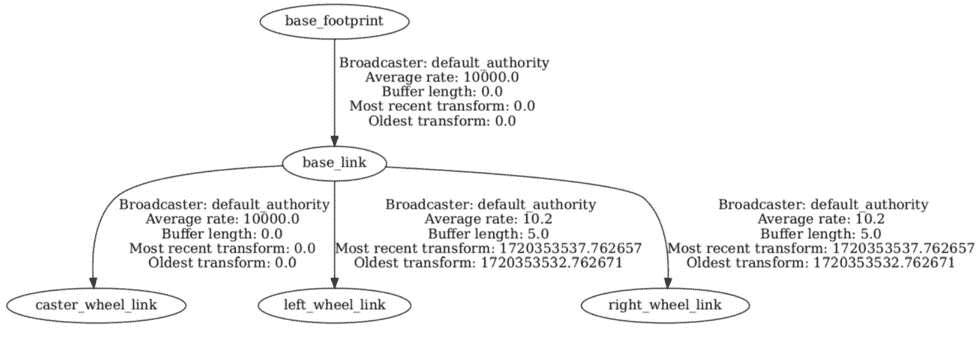 base_footprint
Broadcaster: default_authority
Average rate: 10000.0
Buffer length: 0.0
Most recent transform: 0.0
Oldest transform: 0.0
base_link
Broadcaster: default_authority
Average rate: 10000.0
Buffer length: 0.0
Most recent transform: 0.0
Oldest transform: 0.0
Broadcaster: default_authority
Average rate: 10.2
Buffer length: 5.0
Most recent transform: 1720353537.762657
Oldest transform: 1720353532.762671
Broadcaster: default_authority
Average rate: 10.2
Buffer length: 5.0
Most recent transform: 1720353537.762657
Oldest transform: 1720353532.762671
caster_wheel_link
left_wheel_link
right_wheel_link